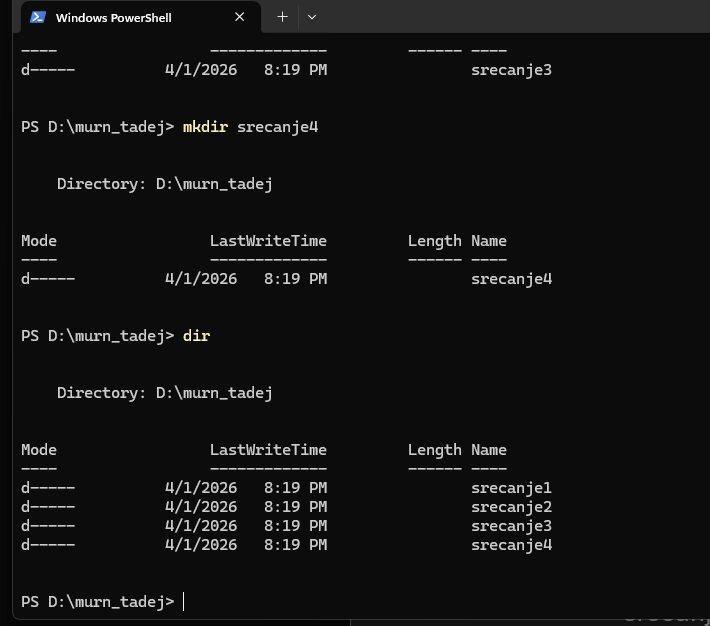 Windows PowerShell
----                 -------------         ------ ----
d-----          4/1/2026   8:19 PM                srecanje3
PS D:\murn_tadej> mkdir srecanje4
    Directory: D:\murn_tadej
Mode                 LastWriteTime         Length Name
----                 -------------         ------ ----
d-----          4/1/2026   8:19 PM                srecanje4
PS D:\murn_tadej> dir
    Directory: D:\murn_tadej
Mode                 LastWriteTime         Length Name
----                 -------------         ------ ----
d-----          4/1/2026   8:19 PM                srecanje1
d-----          4/1/2026   8:19 PM                srecanje2
d-----          4/1/2026   8:19 PM                srecanje3
d-----          4/1/2026   8:19 PM                srecanje4
PS D:\murn_tadej>